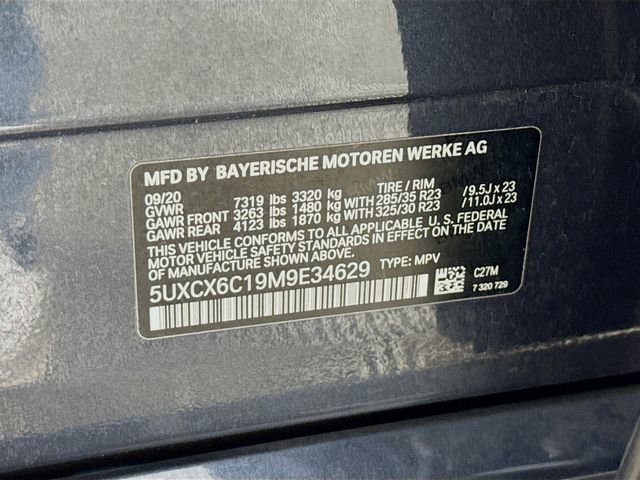 MFD BY BAYERISCHE MOTOREN WERKE AG
09/20 TIRE / RIM
GVWR 7319 lbs 3320 kg
GAWR FRONT 3263 lbs 1480 kg WITH 285/35 R23 / 9.5J x 23
GAWR REAR 4123 lbs 1870 kg WITH 325/30 R23 / 11.0J x 23
THIS VEHICLE CONFORMS TO ALL APPLICABLE U. S. FEDERAL
MOTOR VEHICLE SAFETY STANDARDS IN EFFECT ON THE DATE
OF MANUFACTURE SHOWN ABOVE.
5UXCX6C19M9E34629 TYPE: MPV
C27M
7 320 729